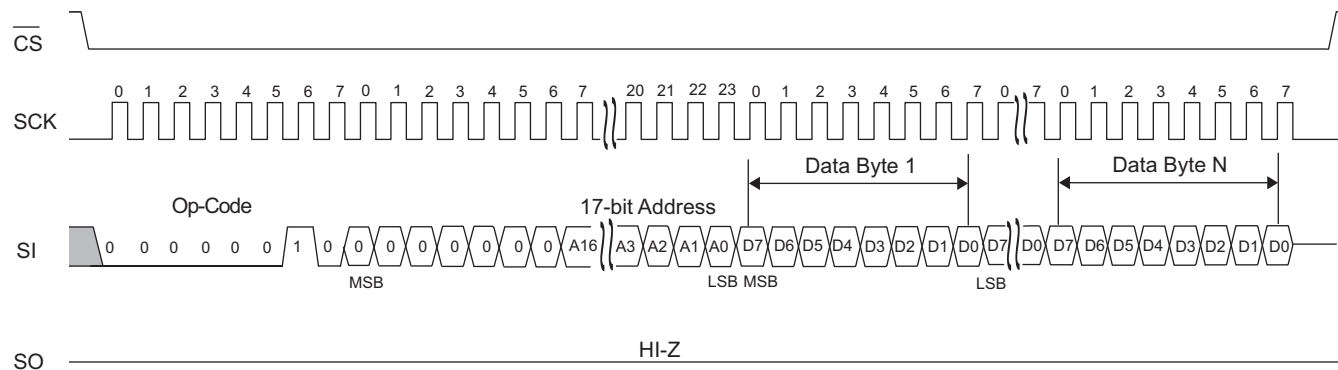 CS
0 1 2 3 4 5 6 7 0 1 2 3 4 5 6 7 20 21 22 23 0 1 2 3 4 5 6 7 0 7 0 1 2 3 4 5 6 7
SCK
Data Byte 1 Data Byte N
Op-Code 17-bit Address
SI 0 0 0 0 0 0 1 0 0 0 0 0 0 0 0 A16 A3 A2 A1 A0 D7 D6 D5 D4 D3 D2 D1 D0 D7 D0 D7 D6 D5 D4 D3 D2 D1 D0
MSB LSB MSB LSB
HI-Z
SO